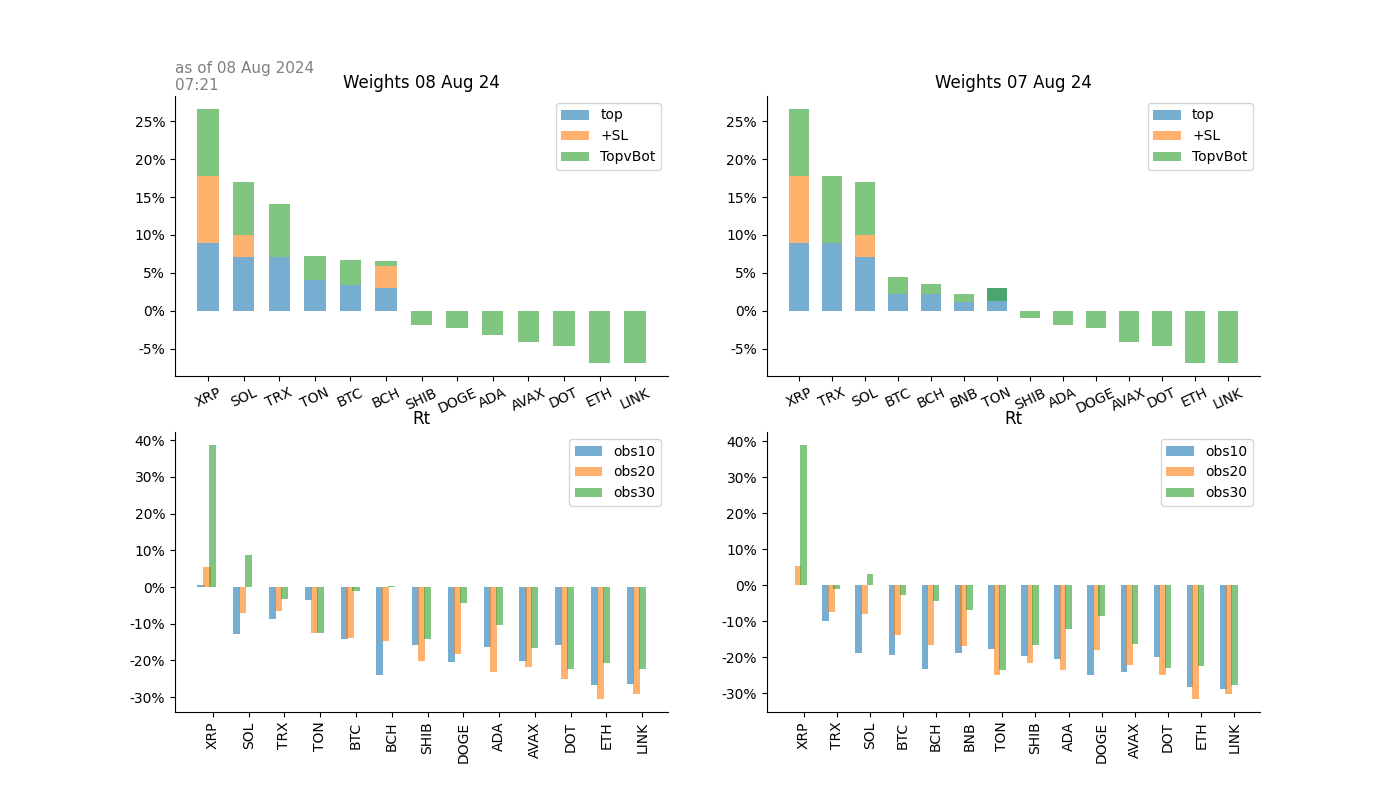 as of 08 Aug 2024
07:21
Weights 08 Aug 24
25%
20%
15%
10%
5%
0%
-5%
top
+SL
TopvBot
XRP SOL TRX TON BTC BCH SHIB DOGE ADA AVAX DOT ETH LINK
Weights 07 Aug 24
25%
20%
15%
10%
5%
0%
-5%
top
+SL
TopvBot
XRP TRX SOL BTC BCH BNB TON SHIB ADA DOGE AVAX DOT ETH LINK
Rt
40%
30%
20%
10%
0%
-10%
-20%
-30%
obs10
obs20
obs30
XRP SOL TRX TON BTC BCH SHIB DOGE ADA AVAX DOT ETH LINK
Rt
40%
30%
20%
10%
0%
-10%
-20%
-30%
obs10
obs20
obs30
XRP TRX SOL BTC BCH BNB TON SHIB ADA DOGE AVAX DOT ETH LINK